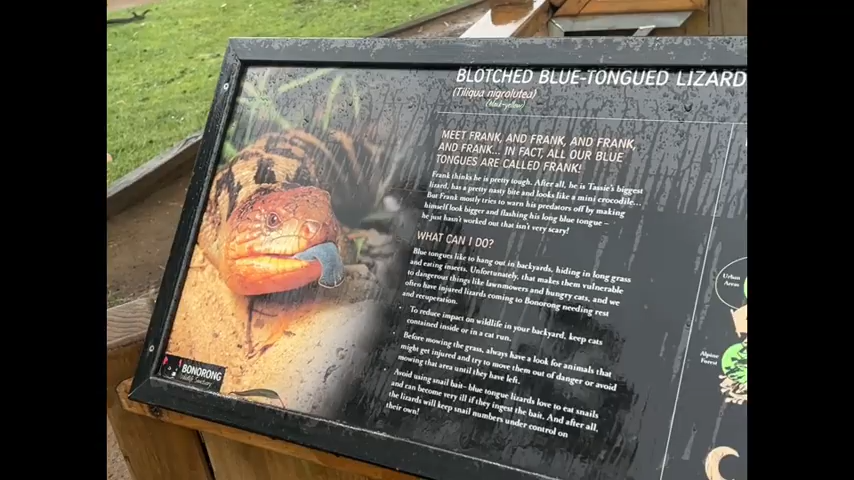 BLOTCHED BLUE-TONGUED LIZARD
(Tiliqua nigrolutea)
(black-yellow)
MEET FRANK, AND FRANK, AND FRANK,
AND FRANK... IN FACT, ALL OUR BLUE
TONGUES ARE CALLED FRANK!
Frank thinks he is pretty tough. After all, he is Tassie's biggest
lizard, has a pretty nasty bite and looks like a mini crocodile...
But Frank mostly tries to warn his predators off by making
himself look bigger and flashing his long blue tongue –
he just hasn't worked out that isn't very scary!
WHAT CAN I DO?
Blue tongues like to hang out in backyards, hiding in long grass
and eating insects. Unfortunately, that makes them vulnerable
to dangerous things like lawnmowers and hungry cats, and we
often have injured lizards coming to Bonorong needing rest
and recuperation.
To reduce impact on wildlife in your backyard, keep cats
contained inside or in a cat run.
Before mowing the grass, always have a look for animals that
might get injured and try to move them out of danger or avoid
mowing that area until they have left.
Avoid using snail bait- blue tongue lizards love to eat snails
and can become very ill if they ingest the bait. And after all,
the lizards will keep snail numbers under control on
their own!
Urban
Areas
Alpine
Forest
BONORONG
Wildlife Sanctuary